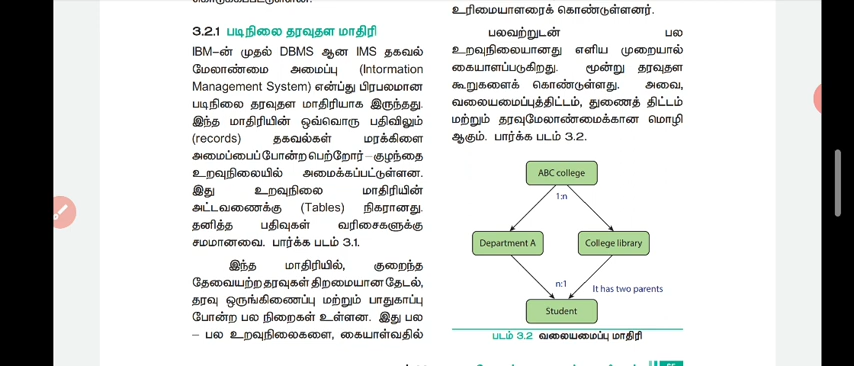 3.2.1 படிநிலை தரவுதள மாதிரி
IBM-ன் முதல் DBMS ஆன IMS தகவல்
மேலாண்மை அமைப்பு (Intormation
Management System) என்பது பிரபலமான
படிநிலை தரவுதள மாதிரியாக இருந்தது.
இந்த மாதிரியின் ஒவ்வொரு பதிவிலும்
(records) தகவல்கள் மரக்கிளை
அமைப்பைப் போன்ற பெற்றோர் – குழந்தை
உறவுநிலையில் அமைக்கப்பட்டுள்ளன.
இது உறவுநிலை மாதிரியின்
அட்டவணைக்கு (Tables) நிகரானது.
தனித்த பதிவுகள் வரிசைகளுக்கு
சமமானவை. பார்க்க படம் 3.1.
இந்த மாதிரியில், குறைந்த
தேவையற்ற தரவுகள் திறமையான தேடல்,
தரவு ஒருங்கிணைப்பு மற்றும் பாதுகாப்பு
போன்ற பல நிறைகள் உள்ளன. இது பல
– பல உறவுநிலைகளை, கையாள்வதில்
உரிமையாளரைக் கொண்டுள்ளனர்.
பலவற்றுடன் பல
உறவுநிலையானது எளிய முறையால்
கையாளப்படுகிறது. மூன்று தரவுதள
கூறுகளைக் கொண்டுள்ளது. அவை,
வலையமைப்புத்திட்டம், துணைத் திட்டம்
மற்றும் தரவுமேலாண்மைக்கான மொழி
ஆகும். பார்க்க படம் 3.2.
ABC college
1:n
Department A
College library
n:1
It has two parents
Student
படம் 3.2 வலையமைப்பு மாதிரி